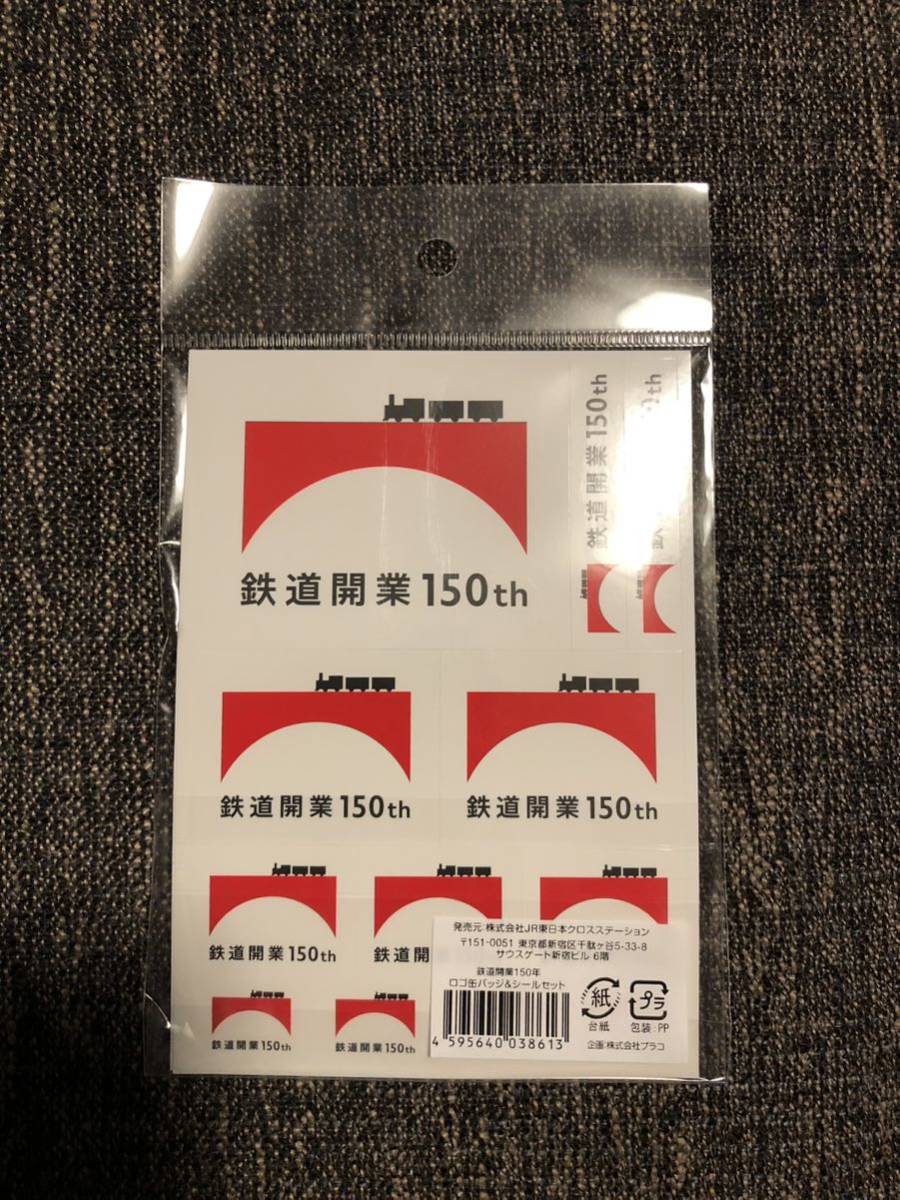 鉄道開業150th
鉄道開業150th
鉄 th
鉄道開業150th
鉄道開業150th
鉄道開業150th
鉄道開業150th
鉄道開業150th
発売元:株式会社JR東日本クロスステーション
〒151-0051 東京都新宿区千駄ヶ谷5-33-8
サウスゲート新宿ビル 6階
鉄道開業150年
ロゴ缶バッジ&シールセット
4 595640 038613
紙
台紙
プラ
包装:PP
企画:株式会社プラコ